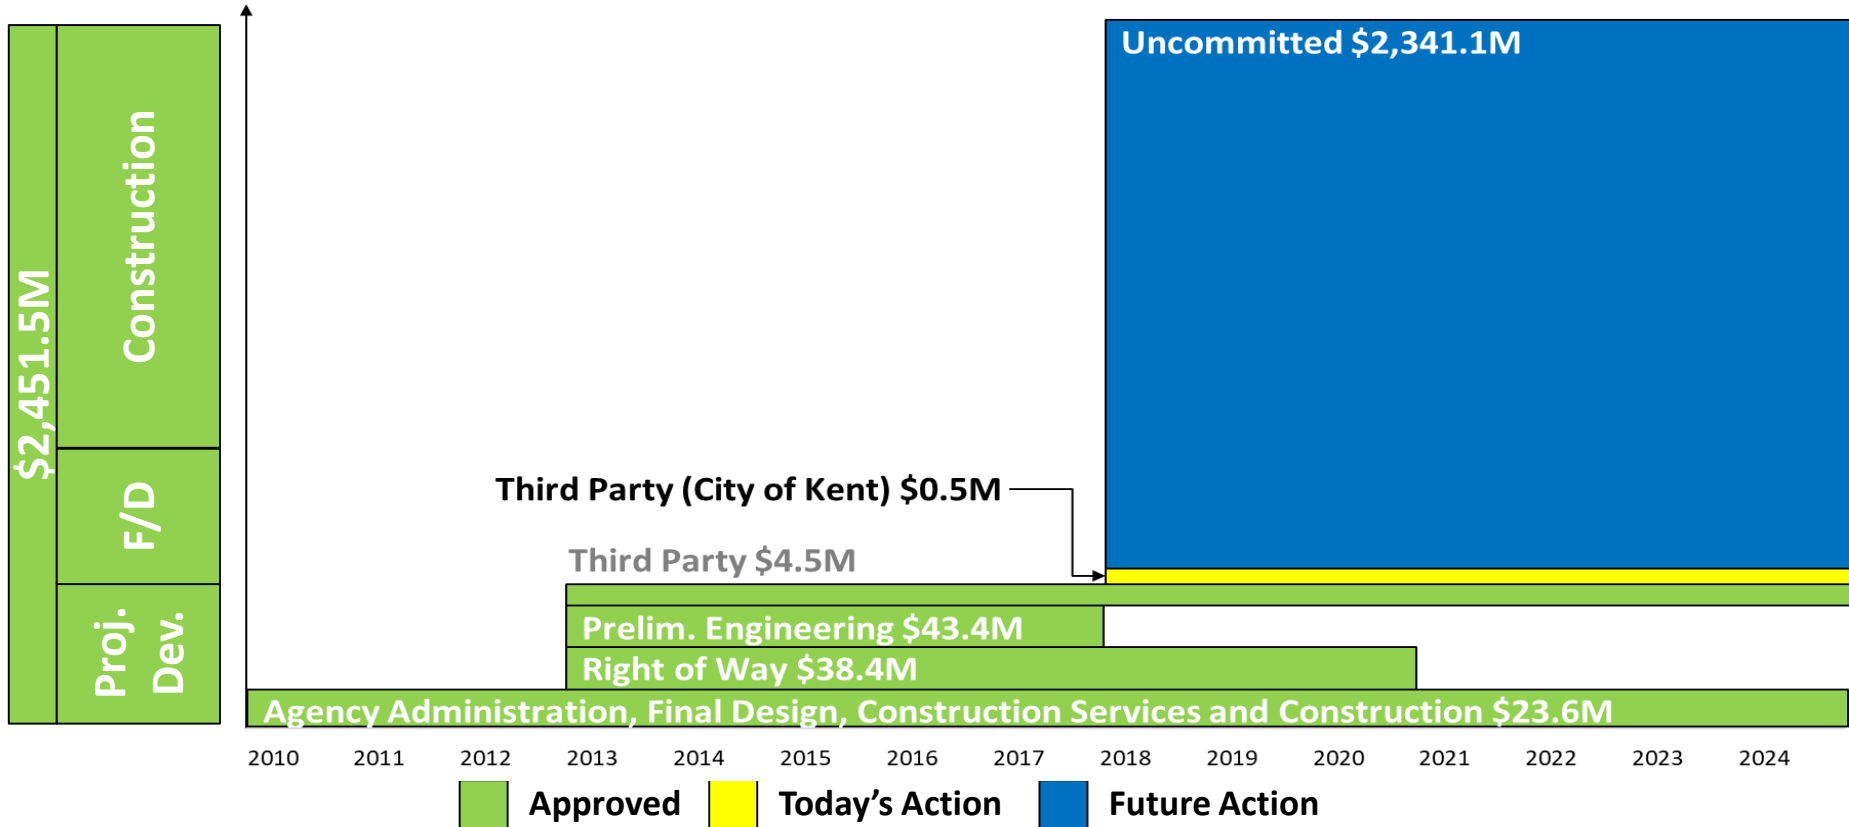 $2,451.5M
Construction
F/D
Proj.
Dev.
Uncommitted $2,341.1M
Third Party (City of Kent) $0.5M
Third Party $4.5M
Prelim. Engineering $43.4M
Right of Way $38.4M
Agency Administration, Final Design, Construction Services and Construction $23.6M
2010 2011 2012 2013 2014 2015 2016 2017 2018 2019 2020 2021 2022 2023 2024
Approved Today’s Action Future Action